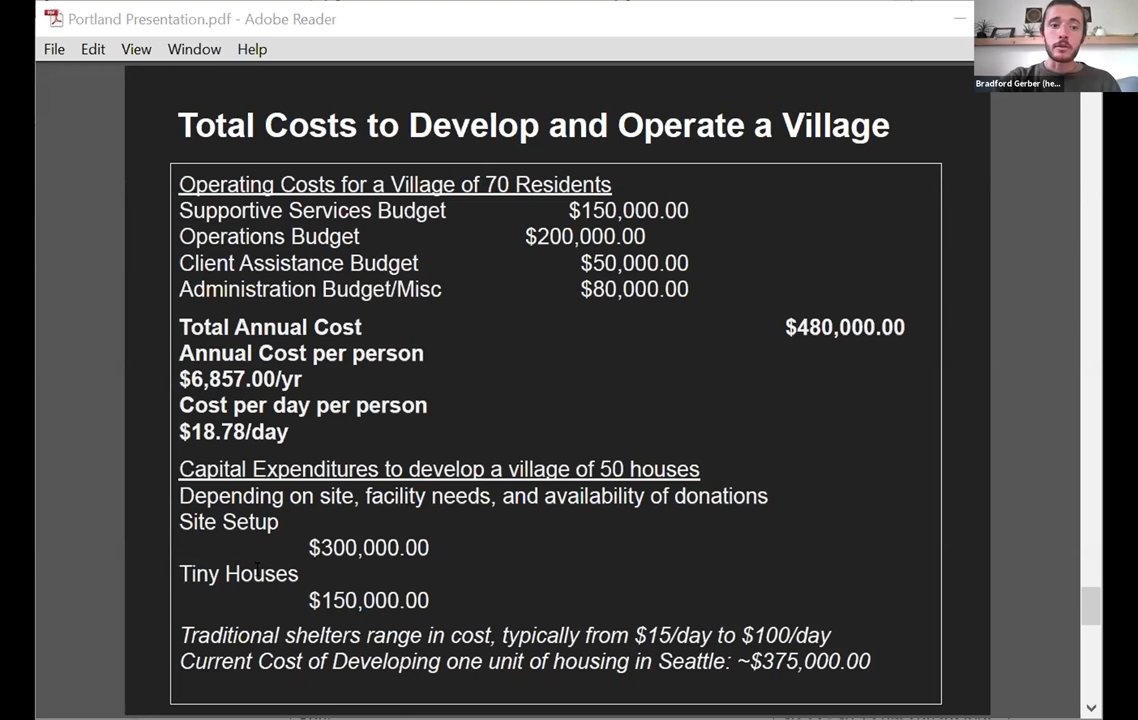 Portland Presentation.pdf - Adobe Reader
File Edit View Window Help
Bradford Gerber (he...
Total Costs to Develop and Operate a Village
Operating Costs for a Village of 70 Residents
Supportive Services Budget $150,000.00
Operations Budget $200,000.00
Client Assistance Budget $50,000.00
Administration Budget/Misc $80,000.00
Total Annual Cost $480,000.00
Annual Cost per person
$6,857.00/yr
Cost per day per person
$18.78/day
Capital Expenditures to develop a village of 50 houses
Depending on site, facility needs, and availability of donations
Site Setup
$300,000.00
Tiny Houses
$150,000.00
Traditional shelters range in cost, typically from $15/day to $100/day
Current Cost of Developing one unit of housing in Seattle: ~$375,000.00